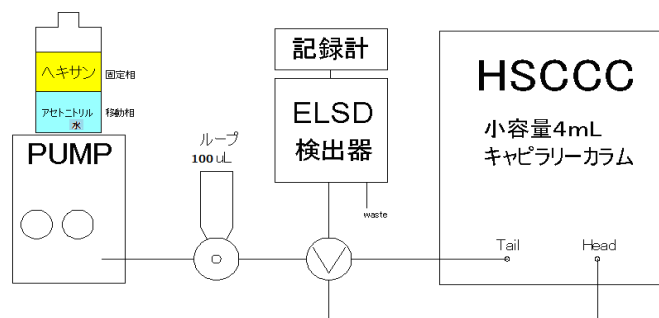 ヘキサン 固定相
アセトニトリル 移動相
水
PUMP
ループ
100 uL
記録計
ELSD
検出器
waste
HSCCC
小容量4mL
キャピラリーカラム
Tail Head